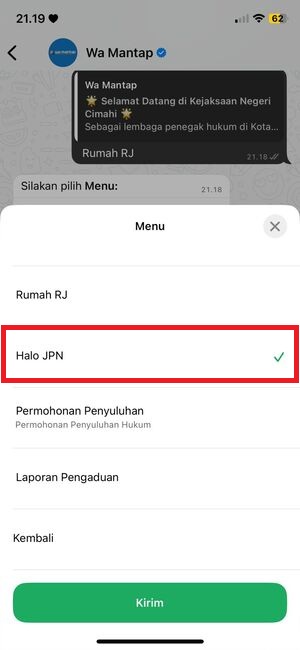 21.19
62
Wa Mantap
Wa Mantap
🌟 Selamat Datang di Kejaksaan Negeri
Cimahi 🌟
Sebagai lembaga penegak hukum di Kota...
Rumah RJ
21.18
Silakan pilih Menu:
21.18
Menu
Rumah RJ
Halo JPN
Permohonan Penyuluhan
Permohonan Penyuluhan Hukum
Laporan Pengaduan
Kembali
Kirim